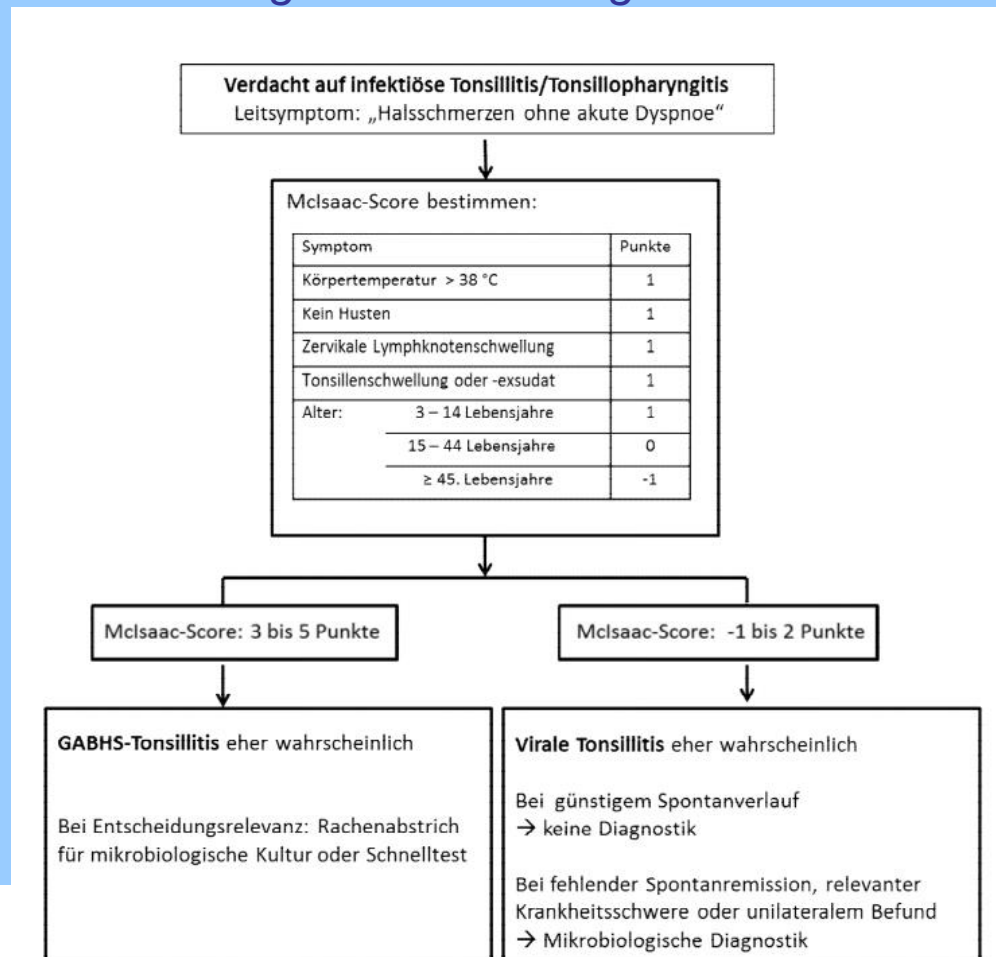 Verdacht auf infektiöse Tonsillitis/Tonsillopharyngitis
Leitsymptom: „Halsschmerzen ohne akute Dyspnoe“
McIsaac-Score bestimmen:
Symptom Punkte
Körpertemperatur > 38 °C 1
Kein Husten 1
Zervikale Lymphknotenschwellung 1
Tonsillenschwellung oder -exsudat 1
Alter: 3 – 14 Lebensjahre 1
15 – 44 Lebensjahre 0
≥ 45. Lebensjahre -1
McIsaac-Score: 3 bis 5 Punkte
McIsaac-Score: -1 bis 2 Punkte
GABHS-Tonsillitis eher wahrscheinlich
Bei Entscheidungsrelevanz: Rachenabstrich
für mikrobiologische Kultur oder Schnelltest
Virale Tonsillitis eher wahrscheinlich
Bei günstigem Spontanverlauf
→ keine Diagnostik
Bei fehlender Spontanremission, relevanter
Krankheitsschwere oder unilateralem Befund
→ Mikrobiologische Diagnostik